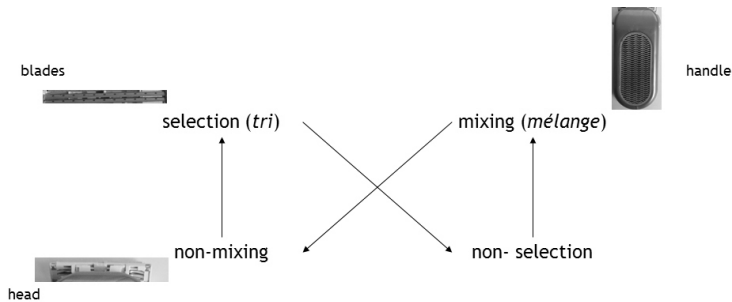 blades
handle
selection (tri)
mixing (mélange)
non-mixing
non- selection
head